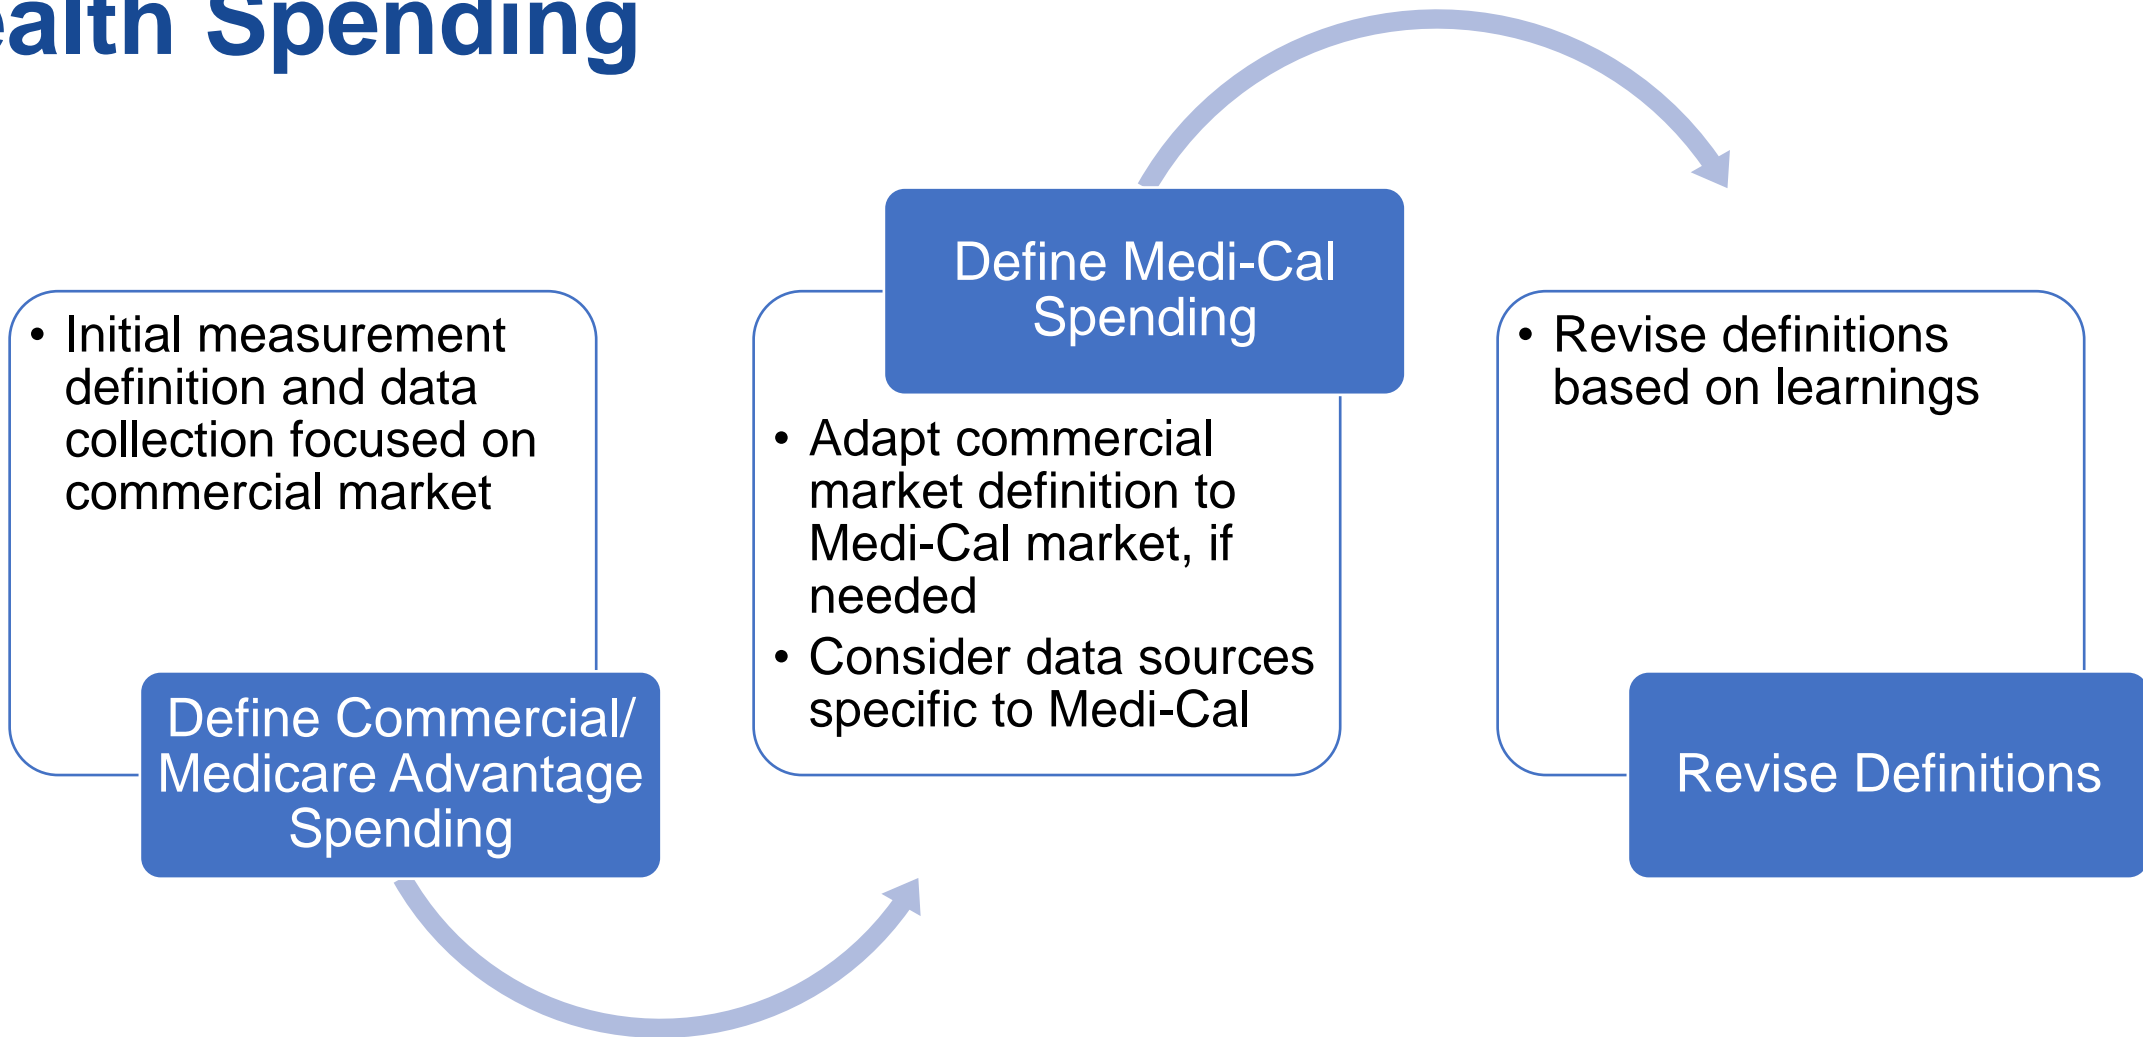 Spending
• Initial measurement
definition and data
collection focused on
commercial market
Define Commercial/
Medicare Advantage
Spending
Define Medi-Cal
Spending
• Adapt commercial
market definition to
Medi-Cal market, if
needed
• Consider data sources
specific to Medi-Cal
• Revise definitions
based on learnings
Revise Definitions